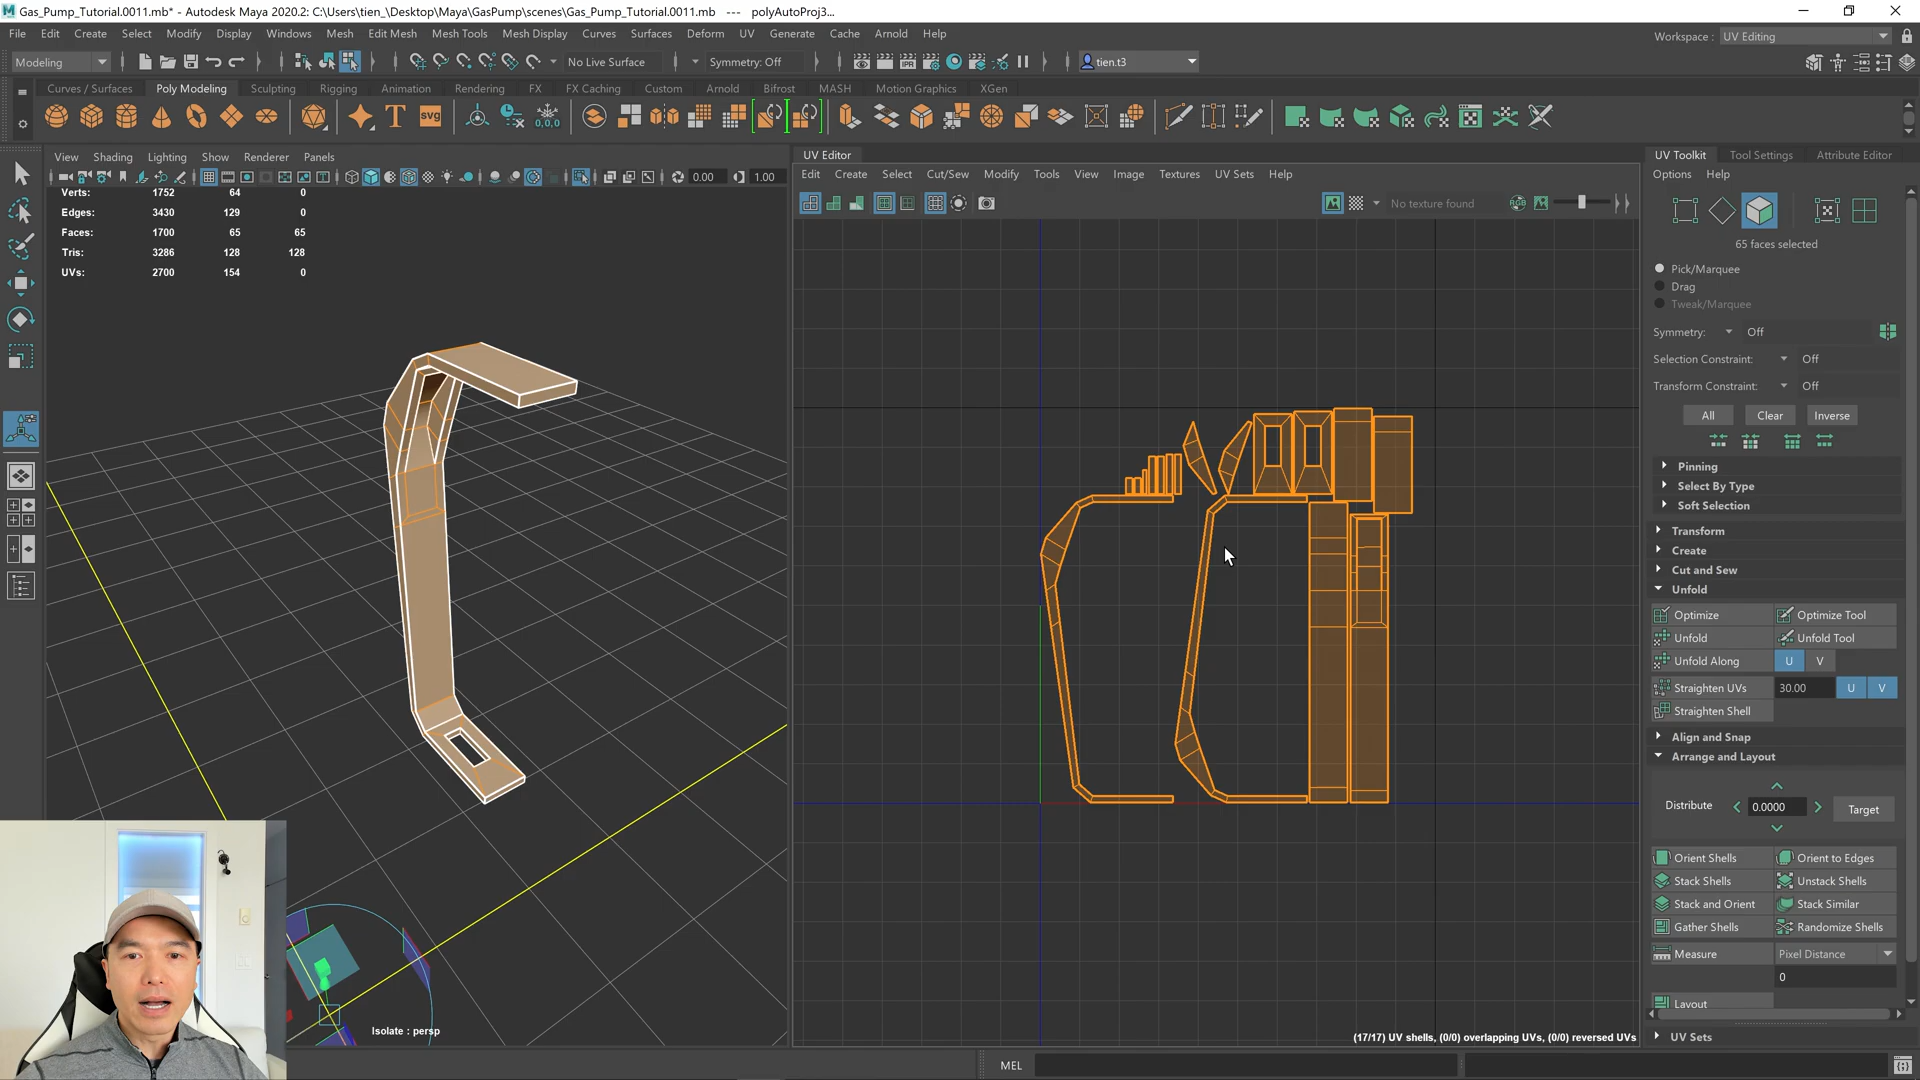 Gas_Pump_Tutorial.0011.mb* - Autodesk Maya 2020.2: C:\Users\tien_\Desktop\Maya\GasPump\scenes\Gas_Pump_Tutorial.0011.mb   ---   polyAutoProj3...
File Edit Create Select Modify Display Windows Mesh Edit Mesh Mesh Tools Mesh Display Curves Surfaces Deform UV Generate Cache Arnold Help
Workspace : UV Editing
Modeling No Live Surface Symmetry: Off tien.t3
Curves / Surfaces Poly Modeling Sculpting Rigging Animation Rendering FX FX Caching Custom Arnold Bifrost MASH Motion Graphics XGen
View Shading Lighting Show Renderer Panels
0.00 1.00
Verts: 1752 64 0
Edges: 3430 129 0
Faces: 1700 65 65
Tris: 3286 128 128
UVs: 2700 154 0
Isolate : persp
UV Editor
Edit Create Select Cut/Sew Modify Tools View Image Textures UV Sets Help
No texture found
(17/17) UV shells, (0/0) overlapping UVs, (0/0) reversed UVs
UV Toolkit Tool Settings Attribute Editor
Options Help
65 faces selected
Pick/Marquee
Drag
Tweak/Marquee
Symmetry: Off
Selection Constraint: Off
Transform Constraint: Off
All Clear Inverse
Pinning
Select By Type
Soft Selection
Transform
Create
Cut and Sew
Unfold
Optimize Optimize Tool
Unfold Unfold Tool
Unfold Along U V
Straighten UVs 30.00 U V
Straighten Shell
Align and Snap
Arrange and Layout
Distribute 0.0000 Target
Orient Shells Orient to Edges
Stack Shells Unstack Shells
Stack and Orient Stack Similar
Gather Shells Randomize Shells
Measure Pixel Distance
0
Layout
UV Sets
MEL